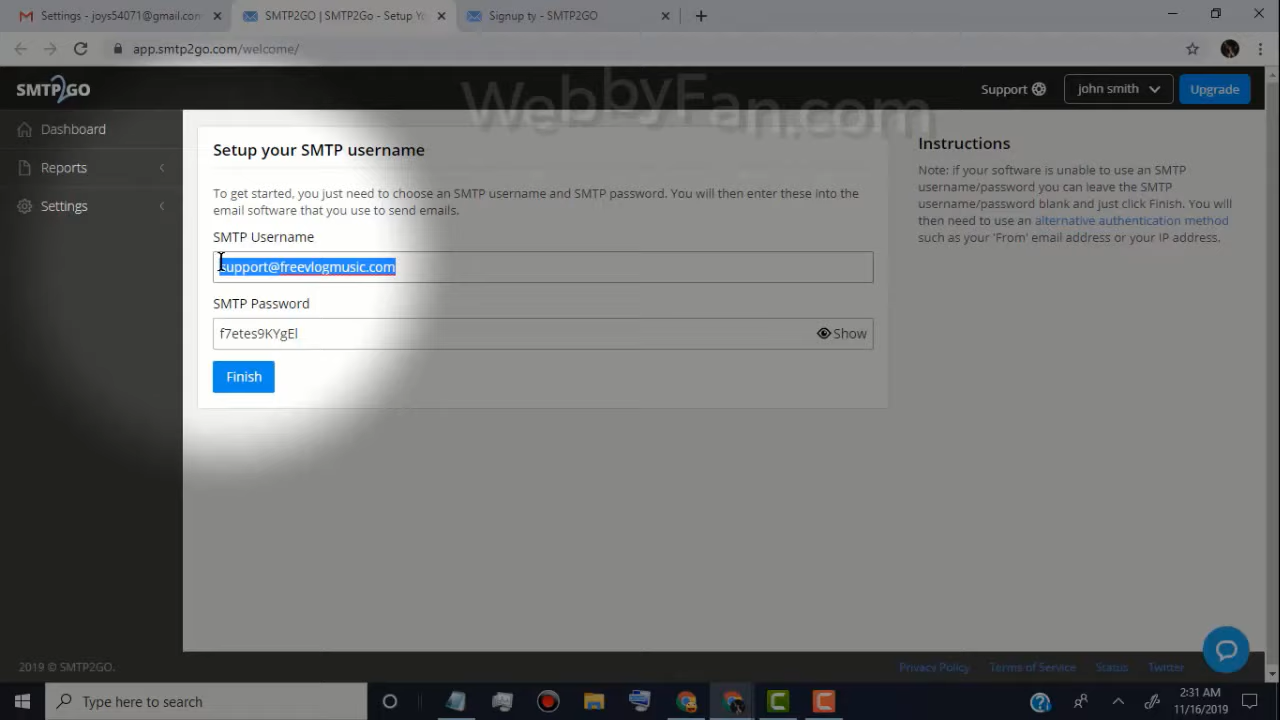 Settings - joys54071@gmail.com
SMTP2GO | SMTP2Go - Setup Yo
Signup ty - SMTP2GO
app.smtp2go.com/welcome/
SMTP2GO
Support
john smith
Upgrade
WebbyFan.com
Dashboard
Reports
Settings
Setup your SMTP username
To get started, you just need to choose an SMTP username and SMTP password. You will then enter these into the
email software that you use to send emails.
SMTP Username
support@freevlogmusic.com
SMTP Password
f7etes9KYgEl
Show
Finish
Instructions
Note: if your software is unable to use an SMTP
username/password you can leave the SMTP
username/password blank and just click Finish. You will
then need to use an alternative authentication method
such as your 'From' email address or your IP address.
2019 © SMTP2GO.
Privacy Policy
Terms of Service
Status
Twitter
Type here to search
2:31 AM
11/16/2019